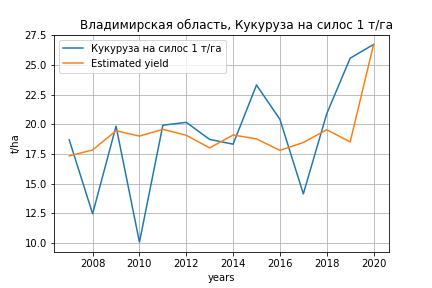 Владимирская область, Кукуруза на силос 1 т/га
27.5
25.0
22.5
20.0
17.5
15.0
12.5
10.0
t/ha
Кукуруза на силос 1 т/га
Estimated yield
2008 2010 2012 2014 2016 2018 2020
years